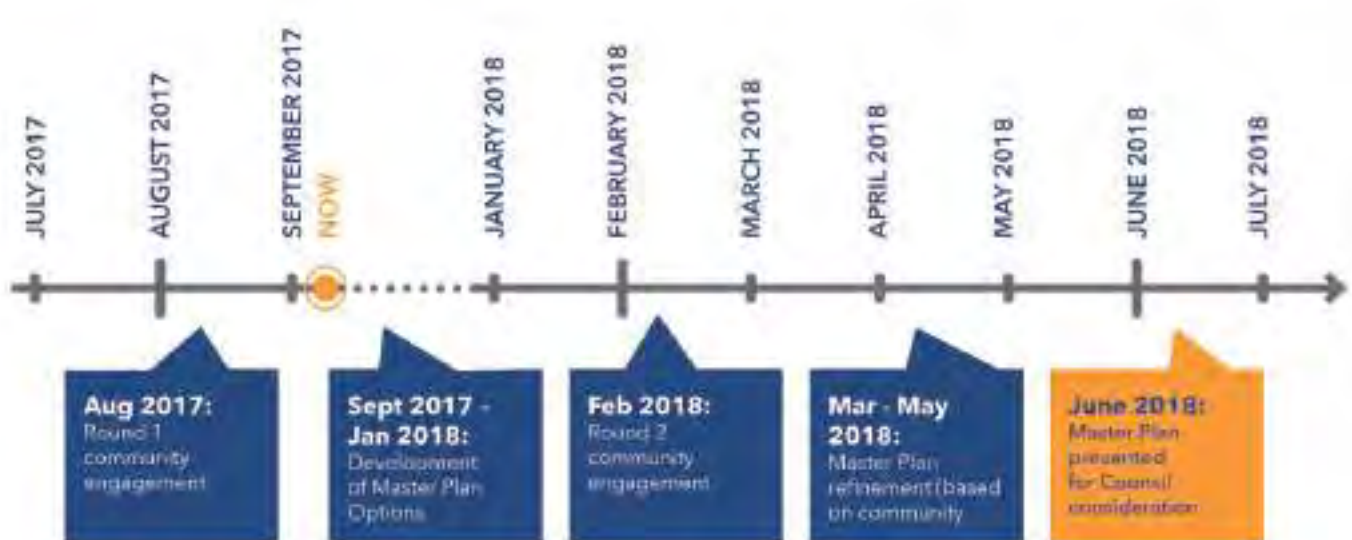 JULY 2017
AUGUST 2017
SEPTEMBER 2017
NOW
JANUARY 2018
FEBRUARY 2018
MARCH 2018
APRIL 2018
MAY 2018
JUNE 2018
JULY 2018
Aug 2017:
Round 1
community
engagement
Sept 2017 -
Jan 2018:
Development
of Master Plan
Options
Feb 2018:
Round 2
community
engagement
Mar - May
2018:
Master Plan
refinement (based
on community
June 2018:
Master Plan
presented
for Council
consideration